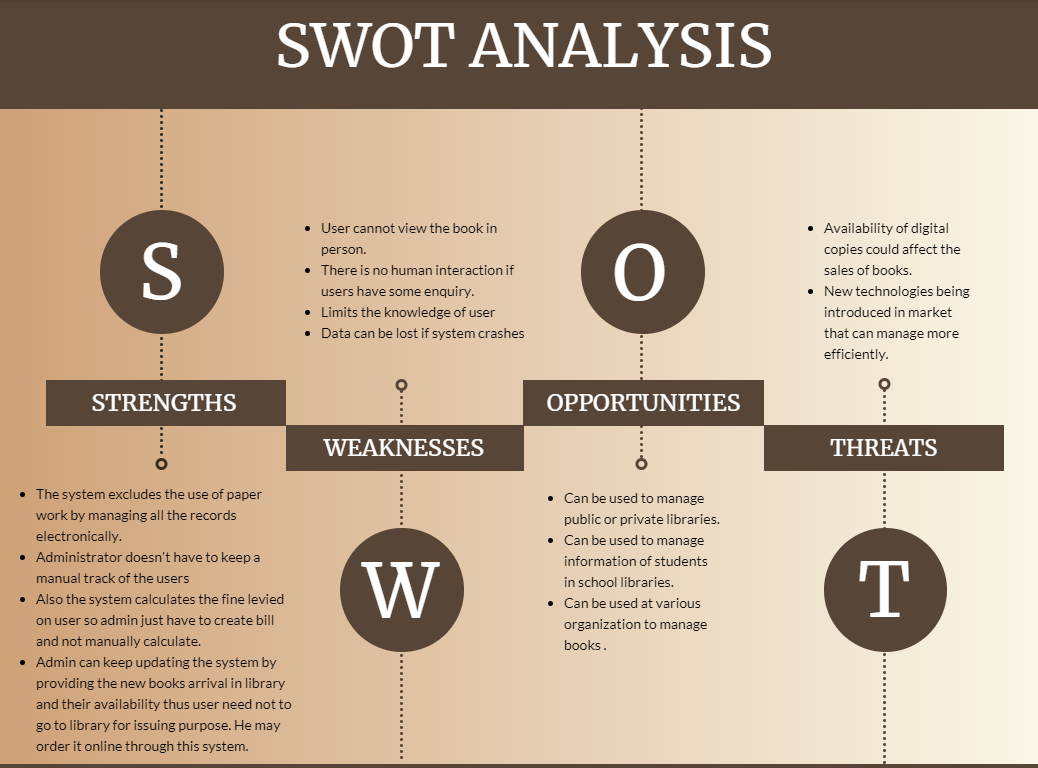 SWOT ANALYSIS
S
STRENGTHS
• The system excludes the use of paper
work by managing all the records
electronically.
• Administrator doesn't have to keep a
manual track of the users
• Also the system calculates the fine levied
on user so admin just have to create bill
and not manually calculate.
• Admin can keep updating the system by
providing the new books arrival in library
and their availability thus user need not to
go to library for issuing purpose. He may
order it online through this system.
• User cannot view the book in
person.
• There is no human interaction if
users have some enquiry.
• Limits the knowledge of user
• Data can be lost if system crashes
WEAKNESSES
W
O
OPPORTUNITIES
• Can be used to manage
public or private libraries.
• Can be used to manage
information of students
in school libraries.
• Can be used at various
organization to manage
books .
• Availability of digital
copies could affect the
sales of books.
• New technologies being
introduced in market
that can manage more
efficiently.
THREATS
T